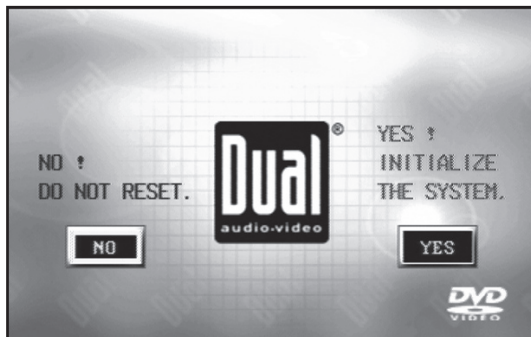 NO !
DO NOT RESET.
NO
Dual®
audio·video
YES !
INITIALIZE
THE SYSTEM.
YES
DVD
VIDEO